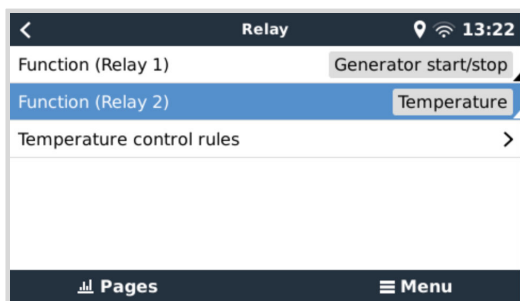 Relay 13:22
Function (Relay 1) Generator start/stop
Function (Relay 2) Temperature
Temperature control rules
Pages Menu